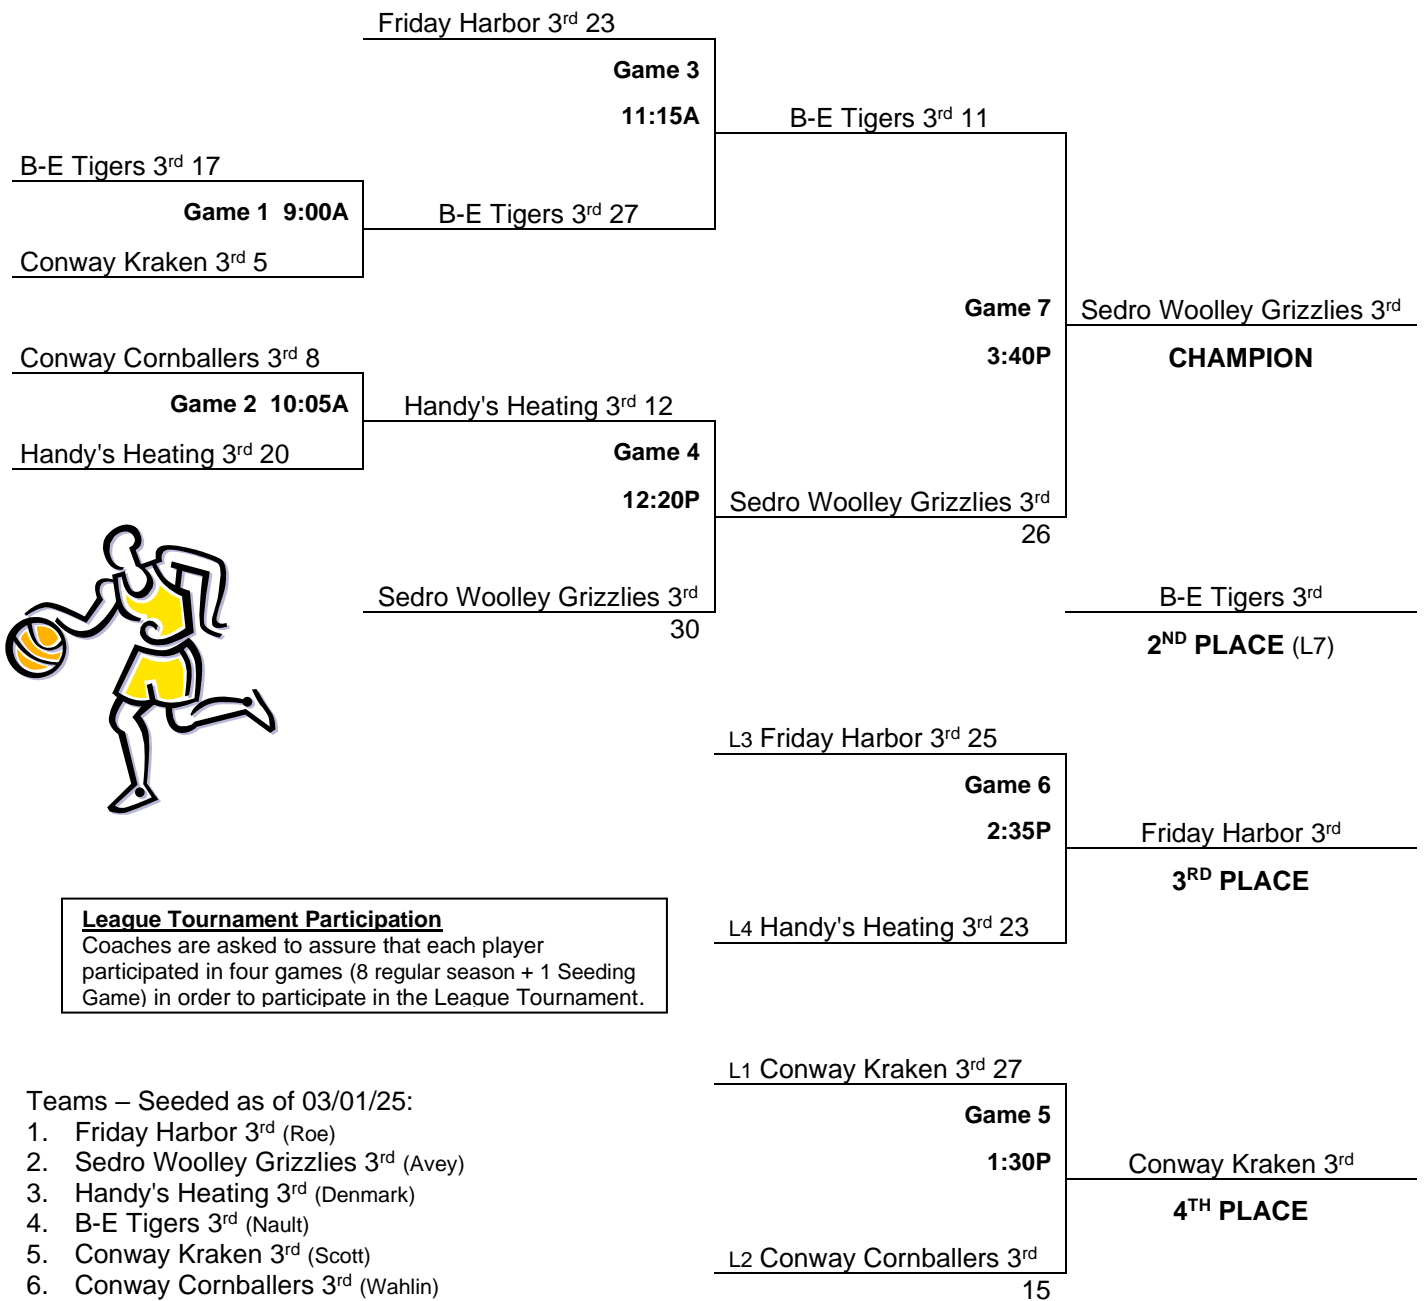 Friday Harbor 3rd 23
Game 3
11:15A
B-E Tigers 3rd 11
B-E Tigers 3rd 17
Game 1 9:00A
B-E Tigers 3rd 27
Conway Kraken 3rd 5
Game 7
Sedro Woolley Grizzlies 3rd
3:40P
CHAMPION
Conway Cornballers 3rd 8
Game 2 10:05A
Handy's Heating 3rd 12
Handy's Heating 3rd 20
Game 4
12:20P
Sedro Woolley Grizzlies 3rd
26
Sedro Woolley Grizzlies 3rd
30
B-E Tigers 3rd
2ND PLACE (L7)
L3 Friday Harbor 3rd 25
Game 6
2:35P
Friday Harbor 3rd
3RD PLACE
L4 Handy's Heating 3rd 23
League Tournament Participation
Coaches are asked to assure that each player
participated in four games (8 regular season + 1 Seeding
Game) in order to participate in the League Tournament.
L1 Conway Kraken 3rd 27
Game 5
1:30P
Conway Kraken 3rd
4TH PLACE
L2 Conway Cornballers 3rd
15
Teams – Seeded as of 03/01/25:
1. Friday Harbor 3rd (Roe)
2. Sedro Woolley Grizzlies 3rd (Avey)
3. Handy's Heating 3rd (Denmark)
4. B-E Tigers 3rd (Nault)
5. Conway Kraken 3rd (Scott)
6. Conway Cornballers 3rd (Wahlin)